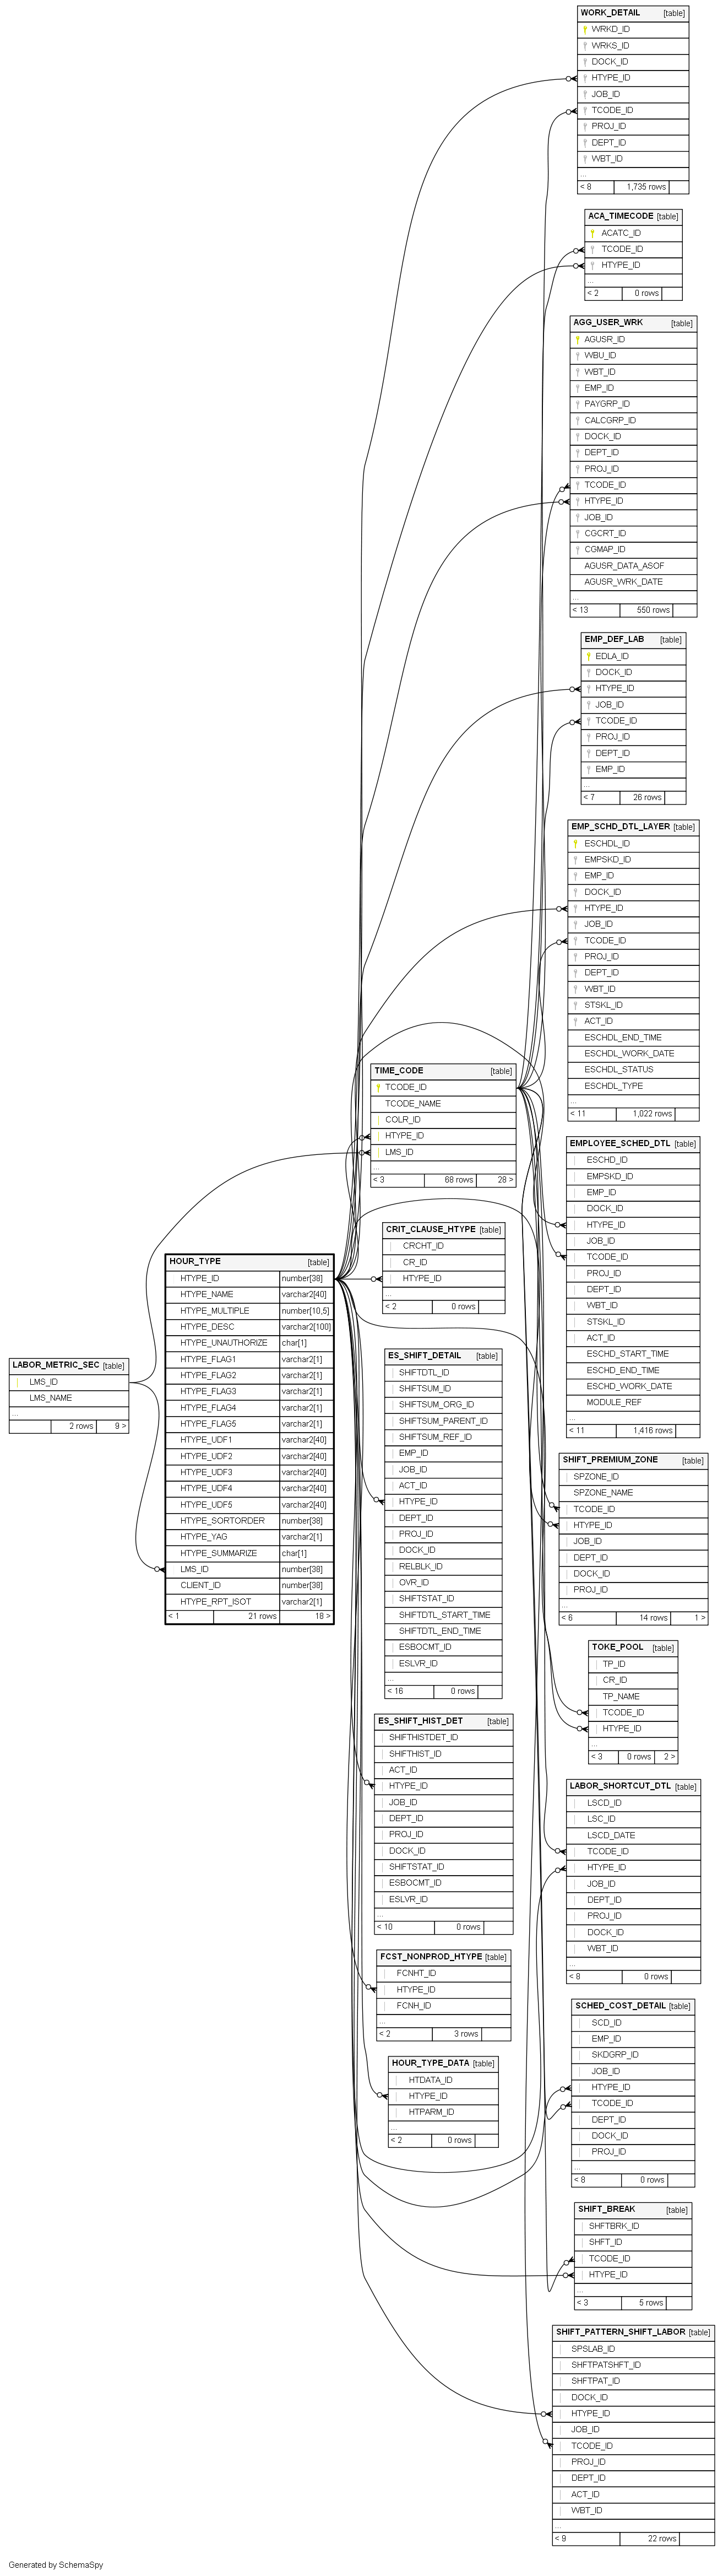 WORK_DETAIL [table]
WRKD_ID
WRKS_ID
DOCK_ID
HTYPE_ID
JOB_ID
TCODE_ID
PROJ_ID
DEPT_ID
WBT_ID
...
< 8 1,735 rows
ACA_TIMECODE [table]
ACATC_ID
TCODE_ID
HTYPE_ID
...
< 2 0 rows
AGG_USER_WRK [table]
AGUSR_ID
WBU_ID
WBT_ID
EMP_ID
PAYGRP_ID
CALCGRP_ID
DOCK_ID
DEPT_ID
PROJ_ID
TCODE_ID
HTYPE_ID
JOB_ID
CGCRT_ID
CGMAP_ID
AGUSR_DATA_ASOF
AGUSR_WRK_DATE
...
< 13 550 rows
EMP_DEF_LAB [table]
EDLA_ID
DOCK_ID
HTYPE_ID
JOB_ID
TCODE_ID
PROJ_ID
DEPT_ID
EMP_ID
...
< 7 26 rows
EMP_SCHD_DTL_LAYER [table]
ESCHDL_ID
EMPSKD_ID
EMP_ID
DOCK_ID
HTYPE_ID
JOB_ID
TCODE_ID
PROJ_ID
DEPT_ID
WBT_ID
STSKL_ID
ACT_ID
ESCHDL_END_TIME
ESCHDL_WORK_DATE
ESCHDL_STATUS
ESCHDL_TYPE
...
< 11 1,022 rows
TIME_CODE [table]
TCODE_ID
TCODE_NAME
COLR_ID
HTYPE_ID
LMS_ID
...
< 3 68 rows 28 >
EMPLOYEE_SCHED_DTL [table]
ESCHD_ID
EMPSKD_ID
EMP_ID
DOCK_ID
HTYPE_ID
JOB_ID
TCODE_ID
PROJ_ID
DEPT_ID
WBT_ID
STSKL_ID
ACT_ID
ESCHD_START_TIME
ESCHD_END_TIME
ESCHD_WORK_DATE
MODULE_REF
...
< 11 1,416 rows
CRIT_CLAUSE_HTYPE [table]
CRCHT_ID
CR_ID
HTYPE_ID
...
< 2 0 rows
HOUR_TYPE [table]
HTYPE_ID number[38]
HTYPE_NAME varchar2[40]
HTYPE_MULTIPLE number[10,5]
HTYPE_DESC varchar2[100]
HTYPE_UNAUTHORIZE char[1]
HTYPE_FLAG1 varchar2[1]
HTYPE_FLAG2 varchar2[1]
HTYPE_FLAG3 varchar2[1]
HTYPE_FLAG4 varchar2[1]
HTYPE_FLAG5 varchar2[1]
HTYPE_UDF1 varchar2[40]
HTYPE_UDF2 varchar2[40]
HTYPE_UDF3 varchar2[40]
HTYPE_UDF4 varchar2[40]
HTYPE_UDF5 varchar2[40]
HTYPE_SORTORDER number[38]
HTYPE_YAG varchar2[1]
HTYPE_SUMMARIZE char[1]
LMS_ID number[38]
CLIENT_ID number[38]
HTYPE_RPT_ISOT varchar2[1]
< 1 21 rows 18 >
LABOR_METRIC_SEC [table]
LMS_ID
LMS_NAME
...
2 rows 9 >
ES_SHIFT_DETAIL [table]
SHIFTDTL_ID
SHIFTSUM_ID
SHIFTSUM_ORG_ID
SHIFTSUM_PARENT_ID
SHIFTSUM_REF_ID
EMP_ID
JOB_ID
ACT_ID
HTYPE_ID
DEPT_ID
PROJ_ID
DOCK_ID
RELBLK_ID
OVR_ID
SHIFTSTAT_ID
SHIFTDTL_START_TIME
SHIFTDTL_END_TIME
ESBOCMT_ID
ESLVR_ID
...
< 16 0 rows
SHIFT_PREMIUM_ZONE [table]
SPZONE_ID
SPZONE_NAME
TCODE_ID
HTYPE_ID
JOB_ID
DEPT_ID
DOCK_ID
PROJ_ID
...
< 6 14 rows 1 >
TOKE_POOL [table]
TP_ID
CR_ID
TP_NAME
TCODE_ID
HTYPE_ID
...
< 3 0 rows 2 >
ES_SHIFT_HIST_DET [table]
SHIFTHISTDET_ID
SHIFTHIST_ID
ACT_ID
HTYPE_ID
JOB_ID
DEPT_ID
PROJ_ID
DOCK_ID
SHIFTSTAT_ID
ESBOCMT_ID
ESLVR_ID
...
< 10 0 rows
LABOR_SHORTCUT_DTL [table]
LSCD_ID
LSC_ID
LSCD_DATE
TCODE_ID
HTYPE_ID
JOB_ID
DEPT_ID
PROJ_ID
DOCK_ID
WBT_ID
...
< 8 0 rows
FCST_NONPROD_HTYPE [table]
FCNHT_ID
HTYPE_ID
FCNH_ID
...
< 2 3 rows
SCHED_COST_DETAIL [table]
SCD_ID
EMP_ID
SKDGRP_ID
JOB_ID
HTYPE_ID
TCODE_ID
DEPT_ID
DOCK_ID
PROJ_ID
...
< 8 0 rows
HOUR_TYPE_DATA [table]
HTDATA_ID
HTYPE_ID
HTPARM_ID
...
< 2 0 rows
SHIFT_BREAK [table]
SHFTBRK_ID
SHFT_ID
TCODE_ID
HTYPE_ID
...
< 3 5 rows
SHIFT_PATTERN_SHIFT_LABOR [table]
SPSLAB_ID
SHFTPATSHFT_ID
SHFTPAT_ID
DOCK_ID
HTYPE_ID
JOB_ID
TCODE_ID
PROJ_ID
DEPT_ID
ACT_ID
WBT_ID
...
< 9 22 rows
Generated by SchemaSpy